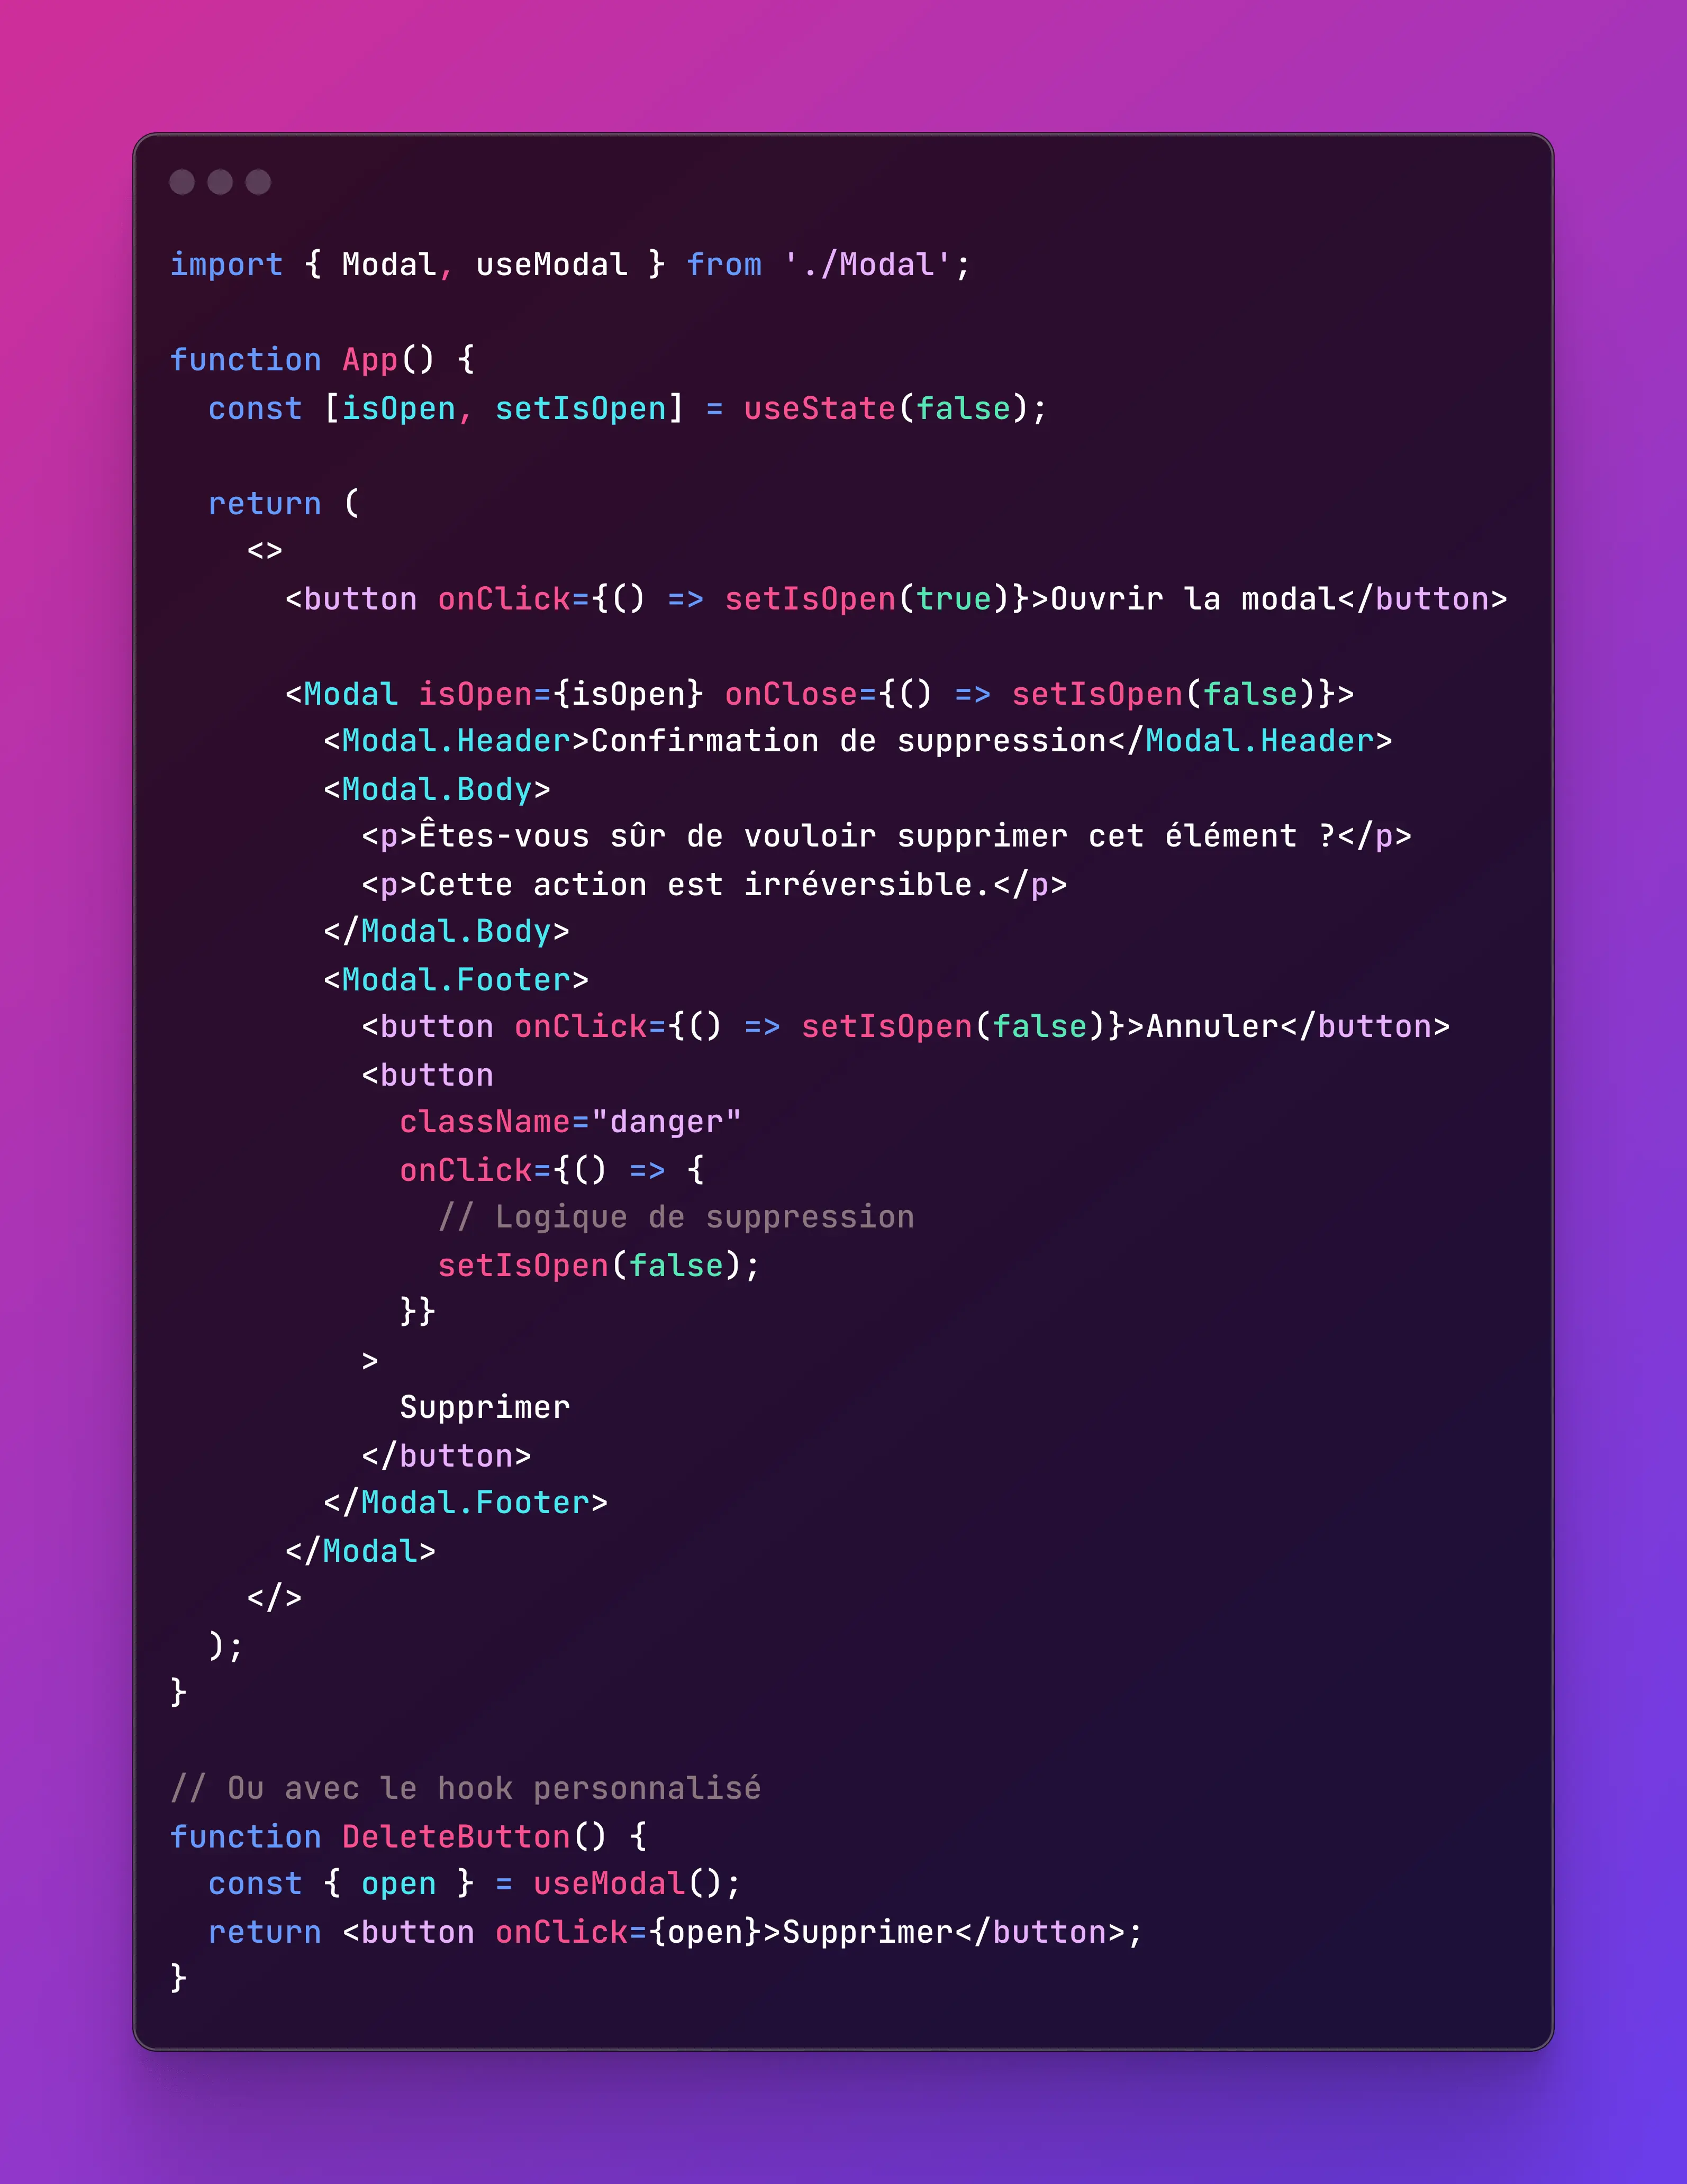 import { Modal, useModal } from './Modal';
function App() {
  const [isOpen, setIsOpen] = useState(false);
  return (
    <>
      <button onClick={() => setIsOpen(true)}>Ouvrir la modal</button>
      <Modal isOpen={isOpen} onClose={() => setIsOpen(false)}>
        <Modal.Header>Confirmation de suppression</Modal.Header>
        <Modal.Body>
          <p>Êtes-vous sûr de vouloir supprimer cet élément ?</p>
          <p>Cette action est irréversible.</p>
        </Modal.Body>
        <Modal.Footer>
          <button onClick={() => setIsOpen(false)}>Annuler</button>
          <button
            className="danger"
            onClick={() => {
              // Logique de suppression
              setIsOpen(false);
            }}
          >
            Supprimer
          </button>
        </Modal.Footer>
      </Modal>
    </>
  );
}
// Ou avec le hook personnalisé
function DeleteButton() {
  const { open } = useModal();
  return <button onClick={open}>Supprimer</button>;
}